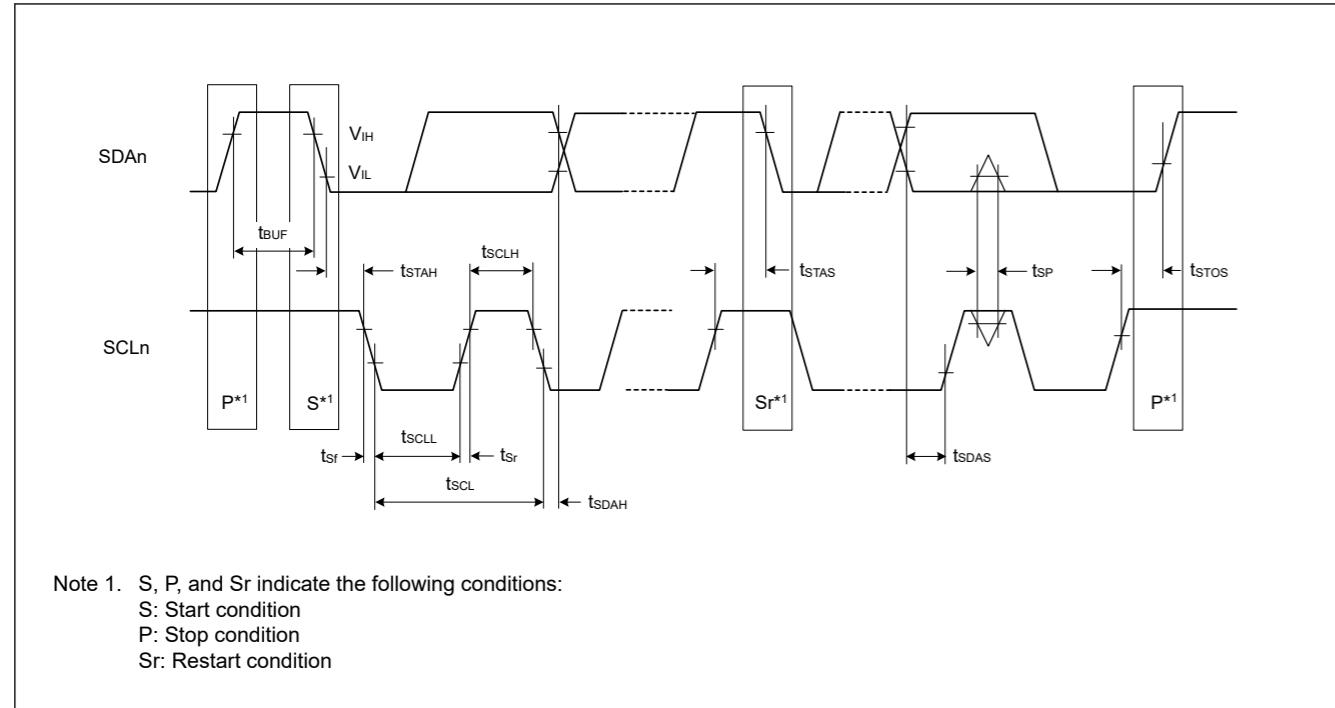 SDAn
VIH
VIL
tBUF
tSTAH
tSCLH
tSTAS
tSP
tSTOS
SCLn
P*1
S*1
Sr*1
P*1
tSf
tSCLL
tSr
tSDAS
tSCL
tSDAH
Note 1. S, P, and Sr indicate the following conditions:
S: Start condition
P: Stop condition
Sr: Restart condition